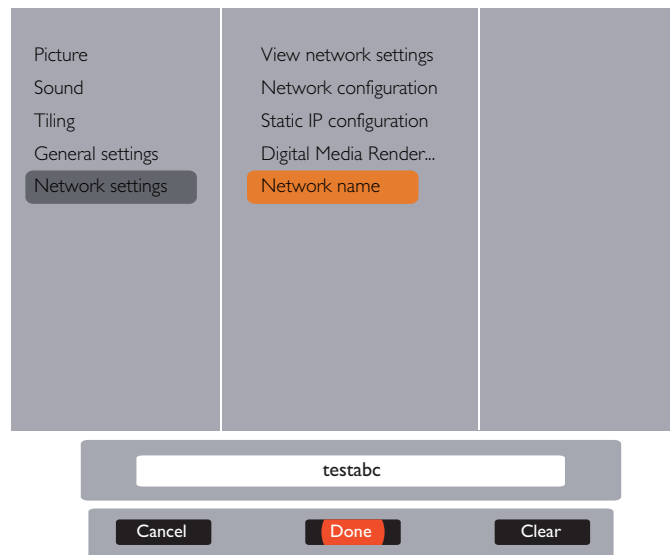 Picture
Sound
Tiling
General settings
Network settings
View network settings
Network configuration
Static IP configuration
Digital Media Render...
Network name
testabc
Cancel
Done
Clear